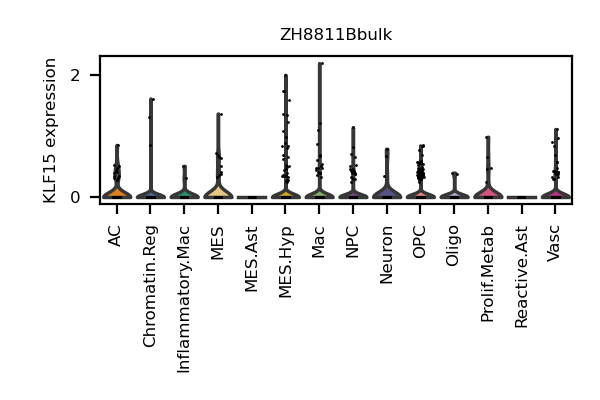 ZH8811Bbulk
KLF15 expression
2
0
AC
Chromatin.Reg
Inflammatory.Mac
MES
MES.Ast
MES.Hyp
Mac
NPC
Neuron
OPC
Oligo
Prolif.Metab
Reactive.Ast
Vasc